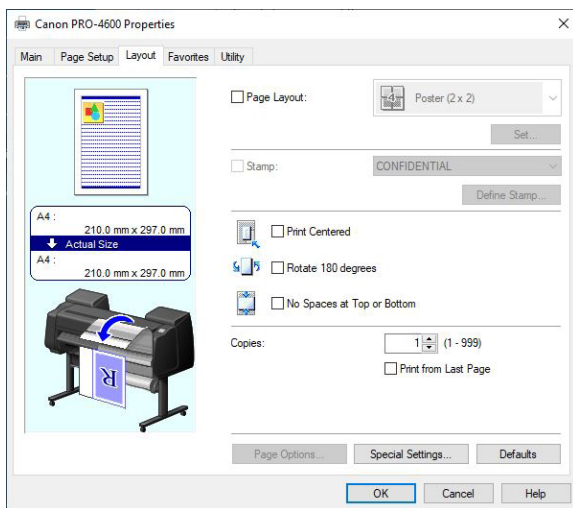 Canon PRO-4600 Properties
Main Page Setup Layout Favorites Utility
Page Layout:
4
Poster (2 x 2)
Set...
Stamp:
CONFIDENTIAL
Define Stamp...
A4 :
210.0 mm x 297.0 mm
Actual Size
A4 :
210.0 mm x 297.0 mm
R
Print Centered
Rotate 180 degrees
No Spaces at Top or Bottom
Copies:
1 (1 - 999)
Print from Last Page
Page Options... Special Settings... Defaults
OK Cancel Help